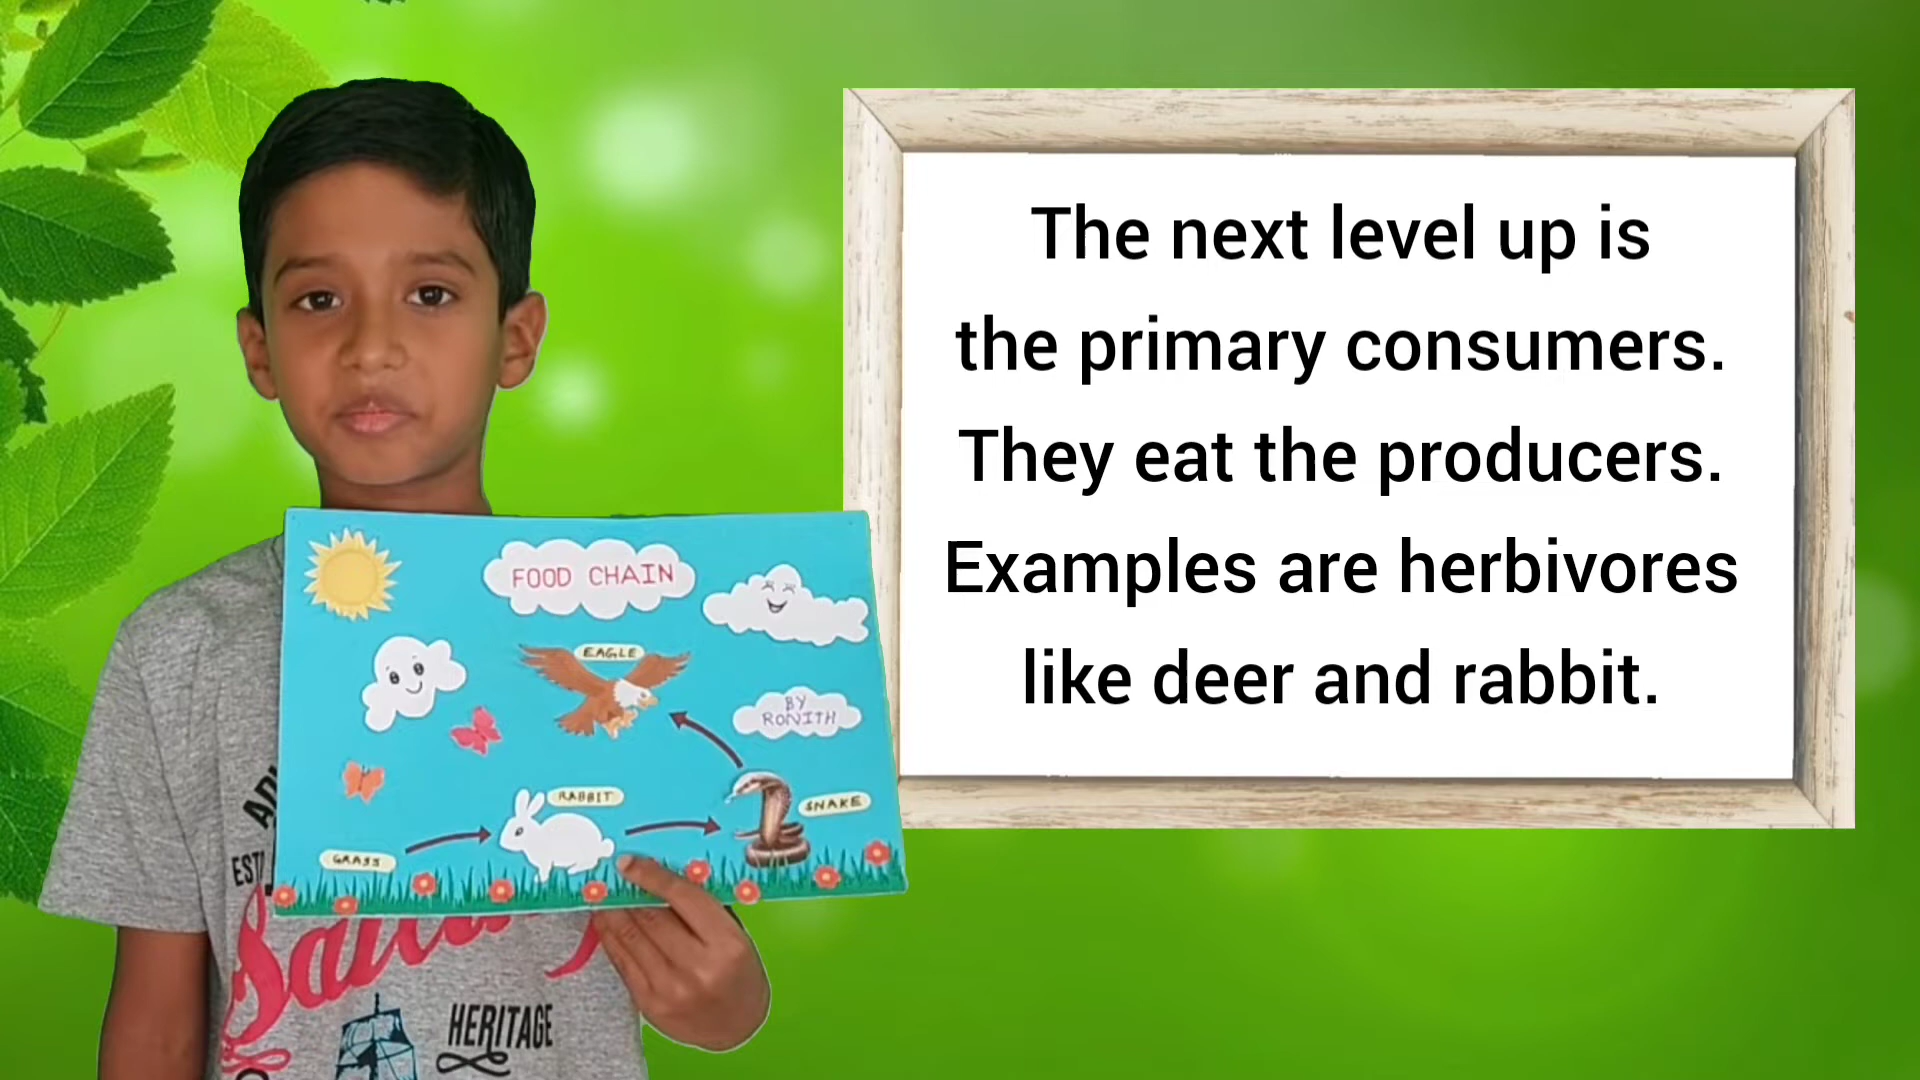 The next level up is
the primary consumers.
They eat the producers.
Examples are herbivores
like deer and rabbit.
FOOD CHAIN
EAGLE
BY
RONITH
RABBIT
SNAKE
GRASS
HERITAGE